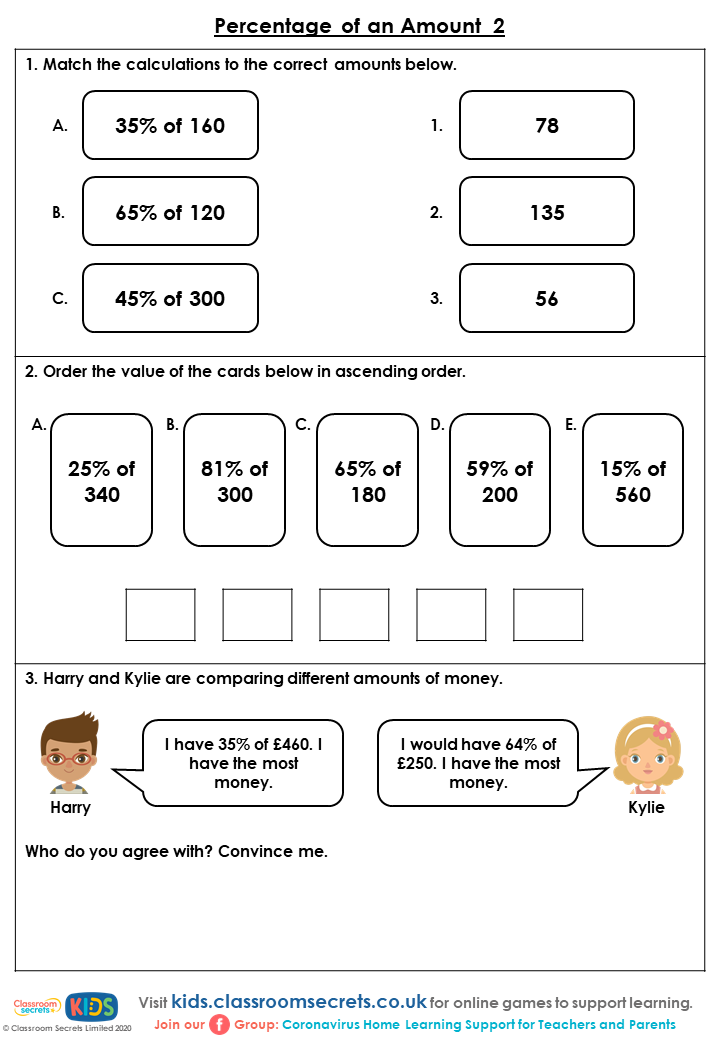 Percentage of an Amount 2
1. Match the calculations to the correct amounts below.
A. 35% of 160 1. 78
B. 65% of 120 2. 135
C. 45% of 300 3. 56
2. Order the value of the cards below in ascending order.
A. B. C. D. E.
25% of 81% of 65% of 59% of 15% of
340 300 180 200 560
3. Harry and Kylie are comparing different amounts of money.
I have 35% of £460. I
have the most
money.
Harry
I would have 64% of
£250. I have the most
money.
Kylie
Who do you agree with? Convince me.
Classroom
secrets
KIDS
© Classroom Secrets Limited 2020
Visit kids.classroomsecrets.co.uk for online games to support learning.
Join our f Group: Coronavirus Home Learning Support for Teachers and Parents